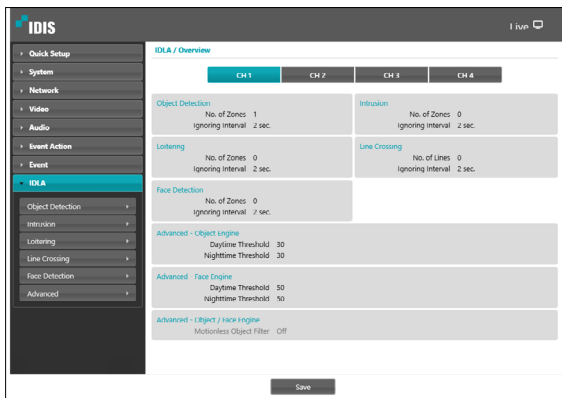 IDIS
Live
Quick Setup
System
Network
Video
Audio
Event Action
Event
IDLA
Object Detection
Intrusion
Loitering
Line Crossing
Face Detection
Advanced
IDLA / Overview
CH 1 CH 2 CH 3 CH 4
Object Detection
No. of Zones 1
Ignoring Interval 2 sec.
Intrusion
No. of Zones 0
Ignoring Interval 2 sec.
Loitering
No. of Zones 0
Ignoring Interval 2 sec.
Line Crossing
No. of Lines 0
Ignoring Interval 2 sec.
Face Detection
No. of Zones 0
Ignoring Interval 2 sec.
Advanced - Object Engine
Daytime Threshold 30
Nighttime Threshold 30
Advanced - Face Engine
Daytime Threshold 50
Nighttime Threshold 50
Advanced - Object / Face Engine
Motionless Object Filter Off
Save